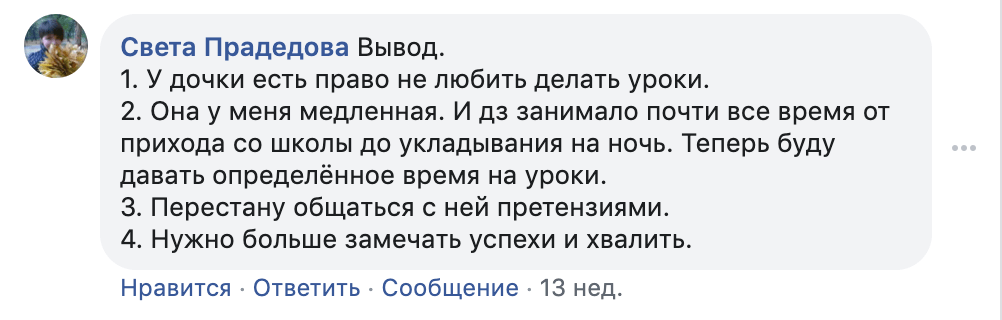 Света Прадедова Вывод.
1. У дочки есть право не любить делать уроки.
2. Она у меня медленная. И дз занимало почти все время от
прихода со школы до укладывания на ночь. Теперь буду
давать определённое время на уроки.
3. Перестану общаться с ней претензиями.
4. Нужно больше замечать успехи и хвалить.
Нравится · Ответить · Сообщение · 13 нед.